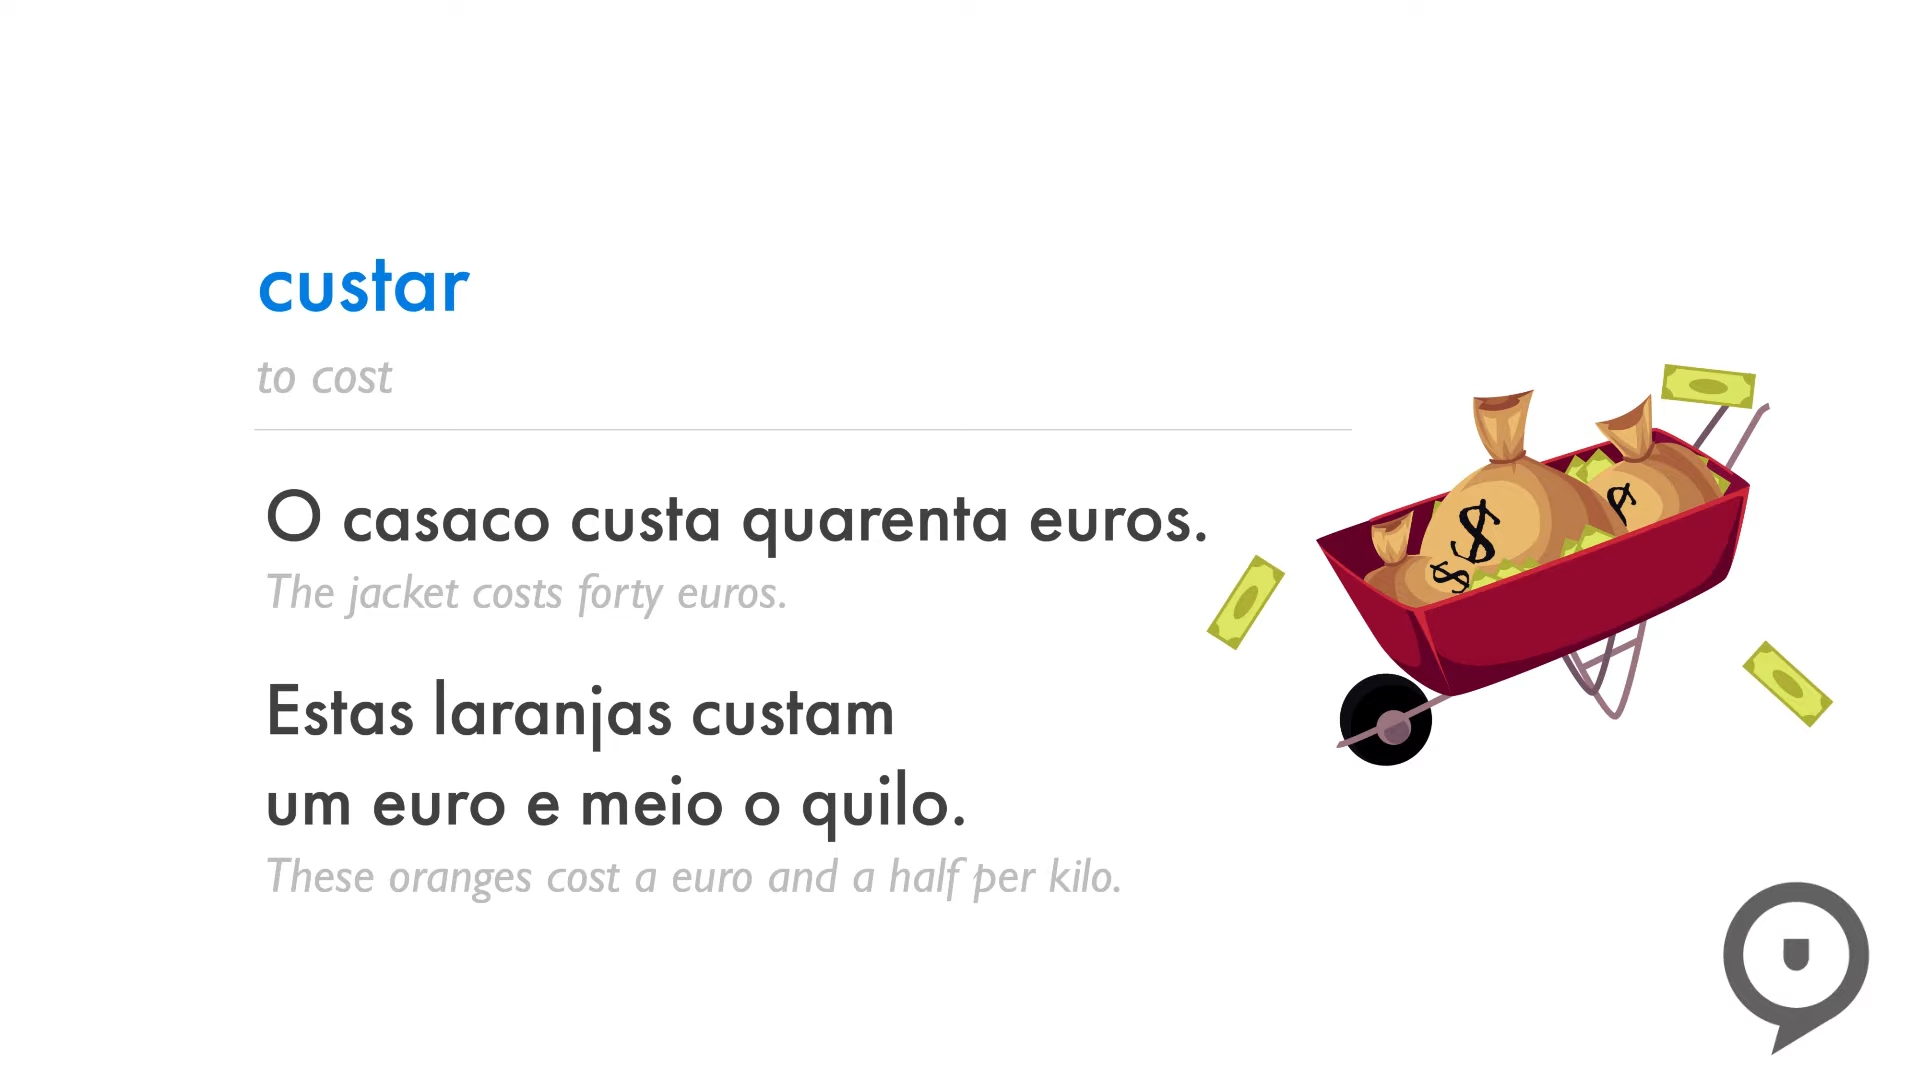 custar
to cost
O casaco custa quarenta euros.
The jacket costs forty euros.
Estas laranjas custam
um euro e meio o quilo.
These oranges cost a euro and a half per kilo.
$
$
$